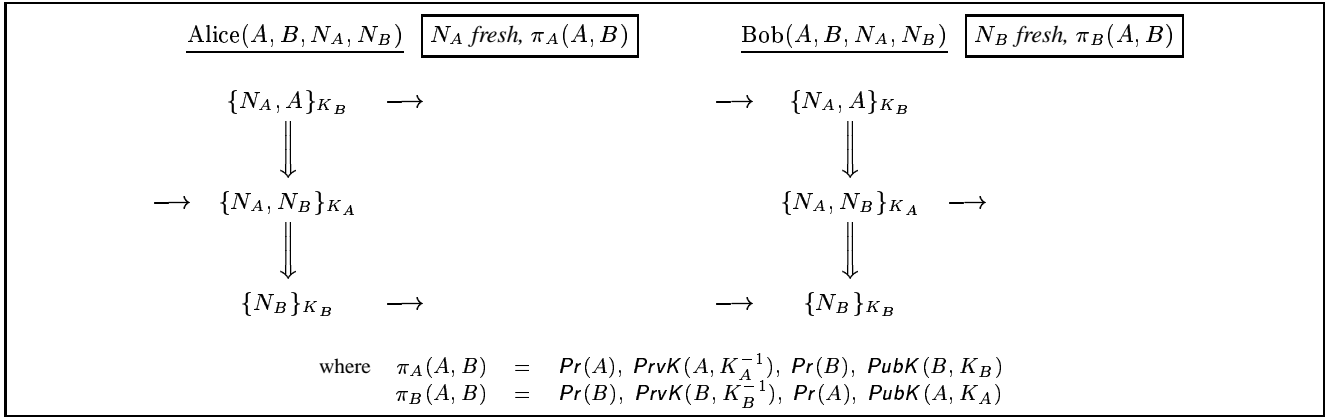 Alice(A, B, N_A, N_B) N_A fresh, π_A(A, B) Bob(A, B, N_A, N_B) N_B fresh, π_B(A, B)
{N_A, A}_{K_B} ⟶ ⟶ {N_A, A}_{K_B}
⟶ {N_A, N_B}_{K_A} {N_A, N_B}_{K_A} ⟶
{N_B}_{K_B} ⟶ ⟶ {N_B}_{K_B}
where π_A(A, B) = Pr(A), PrvK(A, K_A^{-1}), Pr(B), PubK(B, K_B)
π_B(A, B) = Pr(B), PrvK(B, K_B^{-1}), Pr(A), PubK(A, K_A)